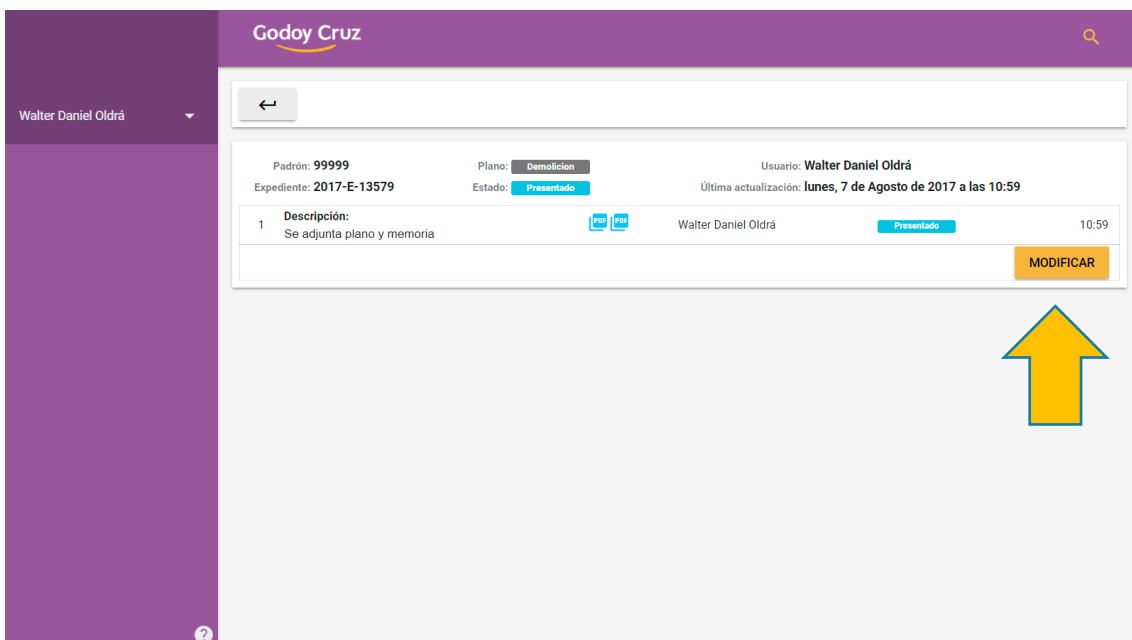 Godoy Cruz
Walter Daniel Oldrá
Padrón: 99999 Plano: Demolicion Usuario: Walter Daniel Oldrá
Expediente: 2017-E-13579 Estado: Presentado Última actualización: lunes, 7 de Agosto de 2017 a las 10:59
1 Descripción: PDF PDF Walter Daniel Oldrá Presentado 10:59
Se adjunta plano y memoria
MODIFICAR
?